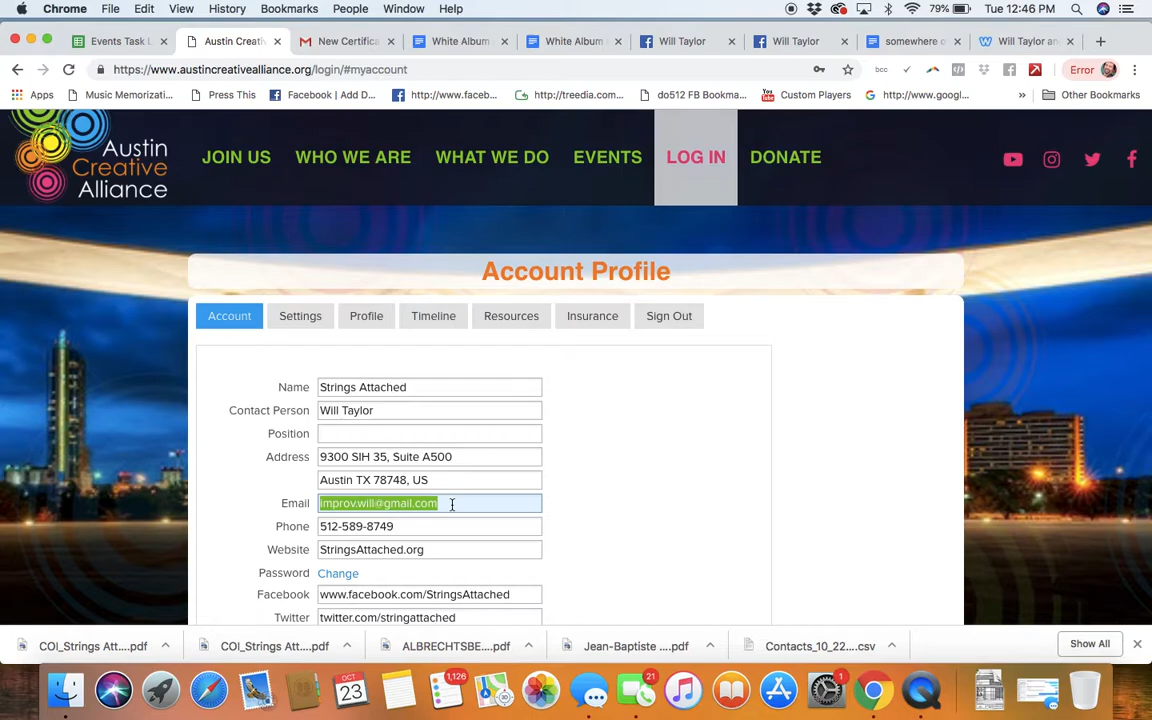 Chrome File Edit View History Bookmarks People Window Help 79% Tue 12:46 PM
Events Task L Austin Creativ New Certifica White Album White Album Will Taylor Will Taylor somewhere o Will Taylor an
https://www.austincreativealliance.org/login/#myaccount bcc Error
Apps Music Memorizati... Press This Facebook | Add D... http://www.faceb... http://treedia.com... do512 FB Bookma... Custom Players http://www.googl... » Other Bookmarks
Austin
Creative
Alliance
JOIN US WHO WE ARE WHAT WE DO EVENTS LOG IN DONATE
Account Profile
Account Settings Profile Timeline Resources Insurance Sign Out
Name Strings Attached
Contact Person Will Taylor
Position
Address 9300 SIH 35, Suite A500
Austin TX 78748, US
Email improv.will@gmail.com
Phone 512-589-8749
Website StringsAttached.org
Password Change
Facebook www.facebook.com/StringsAttached
Twitter twitter.com/stringattached
COI_Strings Att....pdf COI_Strings Att....pdf ALBRECHTSBE....pdf Jean-Baptiste ....pdf Contacts_10_22....csv Show All
OCT 23 1,126 21 1